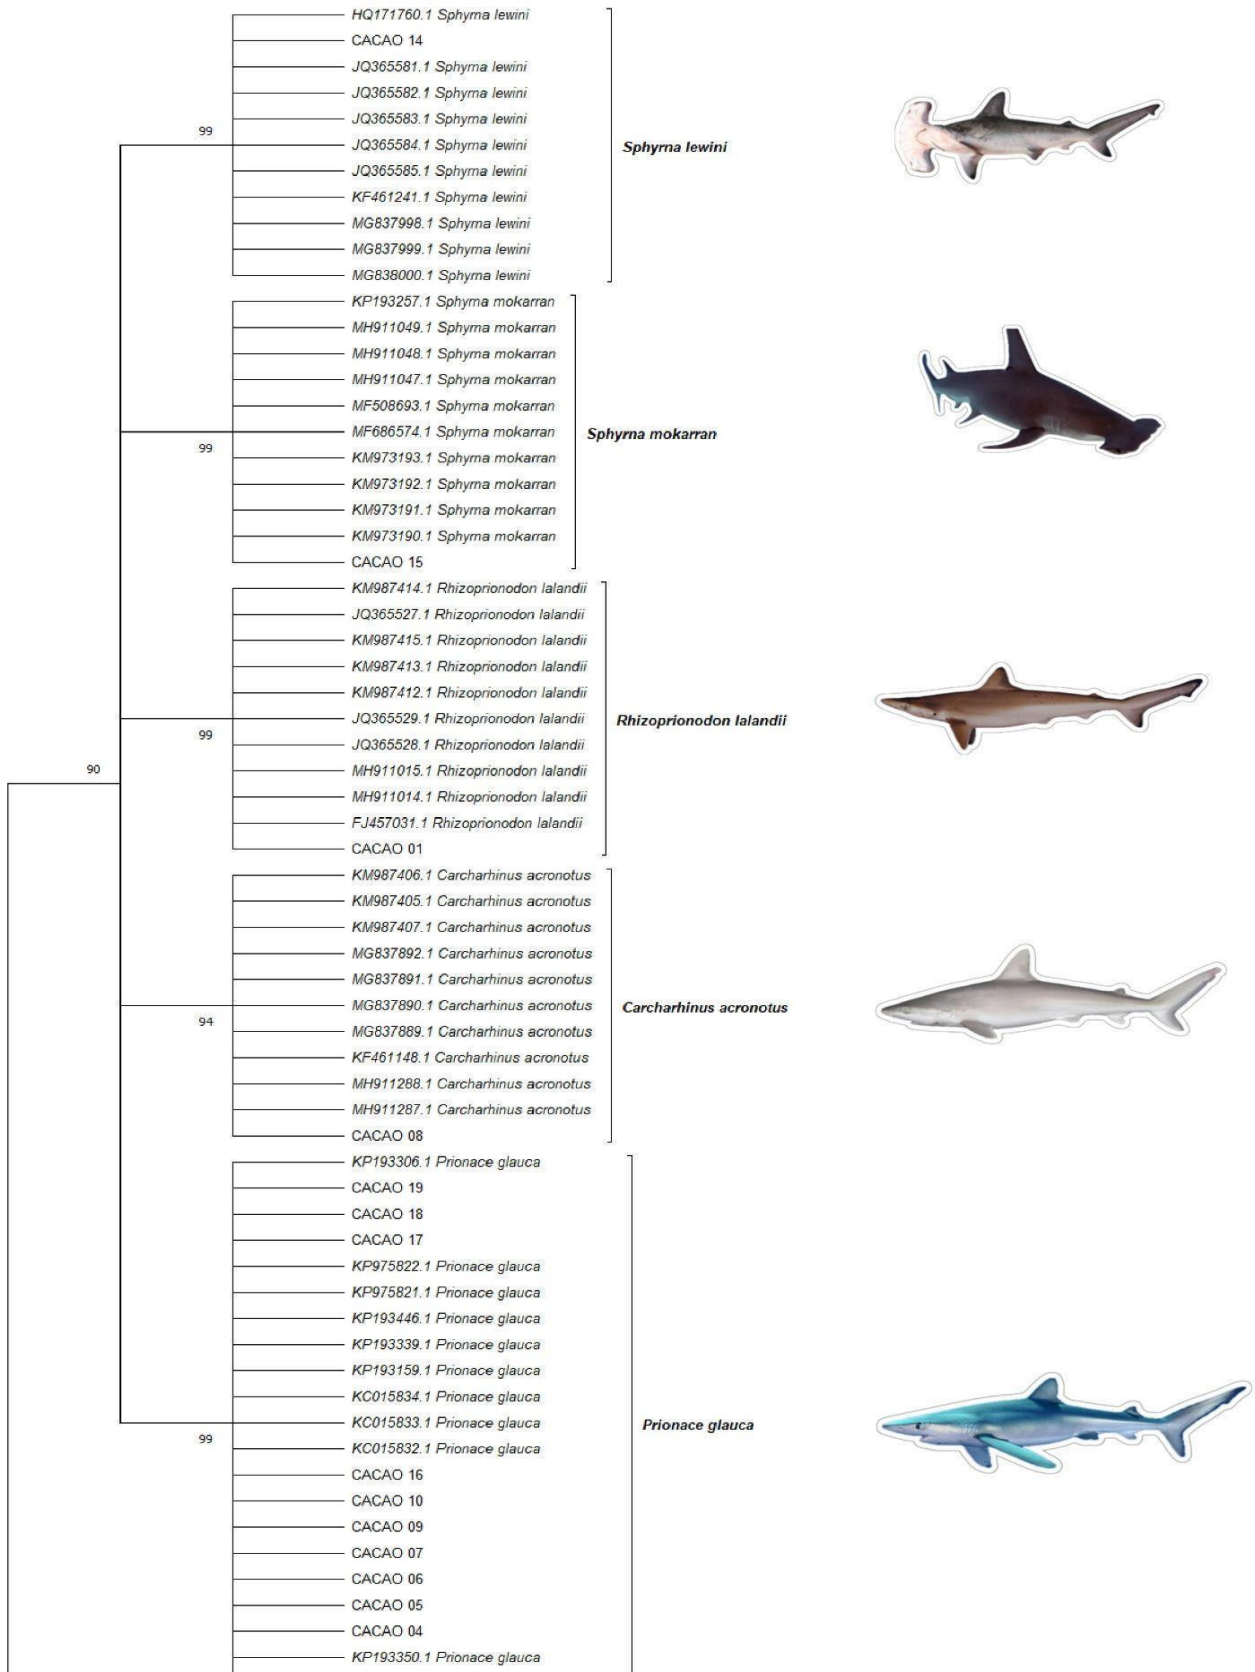 HQ171760.1 Sphyrna lewini
CACAO 14
JQ365581.1 Sphyrna lewini
JQ365582.1 Sphyrna lewini
JQ365583.1 Sphyrna lewini
99
JQ365584.1 Sphyrna lewini
Sphyrna lewini
JQ365585.1 Sphyrna lewini
KF461241.1 Sphyrna lewini
MG837998.1 Sphyrna lewini
MG837999.1 Sphyrna lewini
MG838000.1 Sphyrna lewini
KP193257.1 Sphyrna mokarran
MH911049.1 Sphyrna mokarran
MH911048.1 Sphyrna mokarran
MH911047.1 Sphyrna mokarran
MF508693.1 Sphyrna mokarran
MF686574.1 Sphyrna mokarran
Sphyrna mokarran
99
KM973193.1 Sphyrna mokarran
KM973192.1 Sphyrna mokarran
KM973191.1 Sphyrna mokarran
KM973190.1 Sphyrna mokarran
CACAO 15
KM987414.1 Rhizoprionodon lalandii
JQ365527.1 Rhizoprionodon lalandii
KM987415.1 Rhizoprionodon lalandii
KM987413.1 Rhizoprionodon lalandii
KM987412.1 Rhizoprionodon lalandii
JQ365529.1 Rhizoprionodon lalandii
Rhizoprionodon lalandii
99
JQ365528.1 Rhizoprionodon lalandii
90
MH911015.1 Rhizoprionodon lalandii
MH911014.1 Rhizoprionodon lalandii
FJ457031.1 Rhizoprionodon lalandii
CACAO 01
KM987406.1 Carcharhinus acronotus
KM987405.1 Carcharhinus acronotus
KM987407.1 Carcharhinus acronotus
MG837892.1 Carcharhinus acronotus
MG837891.1 Carcharhinus acronotus
MG837890.1 Carcharhinus acronotus
Carcharhinus acronotus
94
MG837889.1 Carcharhinus acronotus
KF461148.1 Carcharhinus acronotus
MH911288.1 Carcharhinus acronotus
MH911287.1 Carcharhinus acronotus
CACAO 08
KP193306.1 Prionace glauca
CACAO 19
CACAO 18
CACAO 17
KP975822.1 Prionace glauca
KP975821.1 Prionace glauca
KP193446.1 Prionace glauca
KP193339.1 Prionace glauca
KP193159.1 Prionace glauca
KC015834.1 Prionace glauca
KC015833.1 Prionace glauca
Prionace glauca
99
KC015832.1 Prionace glauca
CACAO 16
CACAO 10
CACAO 09
CACAO 07
CACAO 06
CACAO 05
CACAO 04
KP193350.1 Prionace glauca